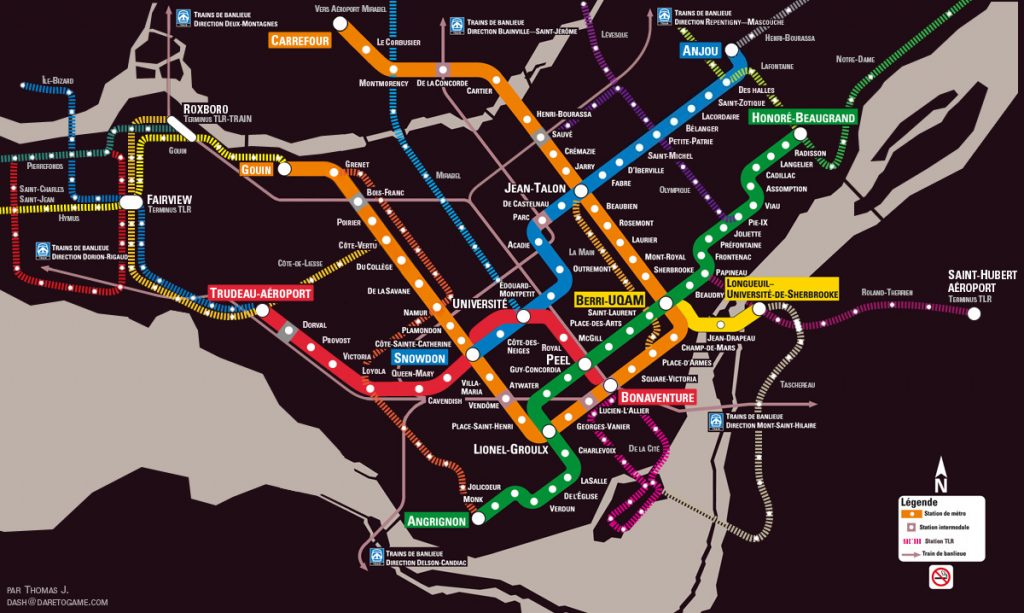 Vers Aéroport Mirabel
CARREFOUR
Le Corbusier
Montmorency
De la Concorde
Cartier
Trains de banlieue
Direction Deux-Montagnes
Trains de banlieue
Direction Blainville—Saint-Jérôme
Trains de banlieue
Direction Repentigny—Mascouche
Lévesque
Henri-Bourassa
ANJOU
Lafontaine
Notre-Dame
Des Halles
Saint-Zotique
Lacordaire
Bélanger
Petite-Patrie
Saint-Michel
D'Iberville
Fabre
Honoré-Beaugrand
Radisson
Langelier
Cadillac
Assomption
Viau
Pie-IX
Joliette
Préfontaine
Frontenac
Papineau
Beaudry
Olympique
Le-Bizard
Roxboro
Terminus TLR-TRAIN
Gouin
Pierrefonds
Saint-Charles
Saint-Jean
Hymus
Fairview
Terminus TLR
Trains de banlieue
Direction Dorion-Rigaud
GOUIN
Grenet
Bois-Franc
Poirier
Côte-Vertu
Du Collège
De la Savane
Namur
Plamondon
Côte-Sainte-Catherine
Côte-de-Liesse
Mirabel
Henri-Bourassa
Sauvé
Crémazie
Jarry
Jean-Talon
De Castelnau
Parc
Acadie
Beaubien
Rosemont
Laurier
Mont-Royal
Sherbrooke
La Main
Outremont
Édouard-
Montpetit
Université
Berri-UQAM
Saint-Laurent
Place-des-Arts
McGill
Longueuil–
Université-de-Sherbrooke
Jean-Drapeau
Champ-de-Mars
Place-d'Armes
Square-Victoria
Roland-Therrien
Saint-Hubert
Aéroport
Terminus TLR
Trudeau-Aéroport
Dorval
Provost
Victoria
Loyola
Queen-Mary
Cavendish
Snowdon
Côte-des-
Neiges
Royal
Peel
Guy-Concordia
Atwater
Villa-
Maria
Vendôme
Place-Saint-Henri
Bonaventure
Lucien-L'Allier
Georges-Vanier
Lionel-Groulx
Charlevoix
De la Cité
LaSalle
De L'Église
Verdun
Jolicoeur
Monk
Angrignon
Taschereau
Trains de banlieue
Direction Mont-Saint-Hilaire
Trains de banlieue
Direction Delson-Candiac
N
Légende
Station de métro
Station intermodale
Station TLR
Train de banlieue
par Thomas J.
dash@daretogame.com